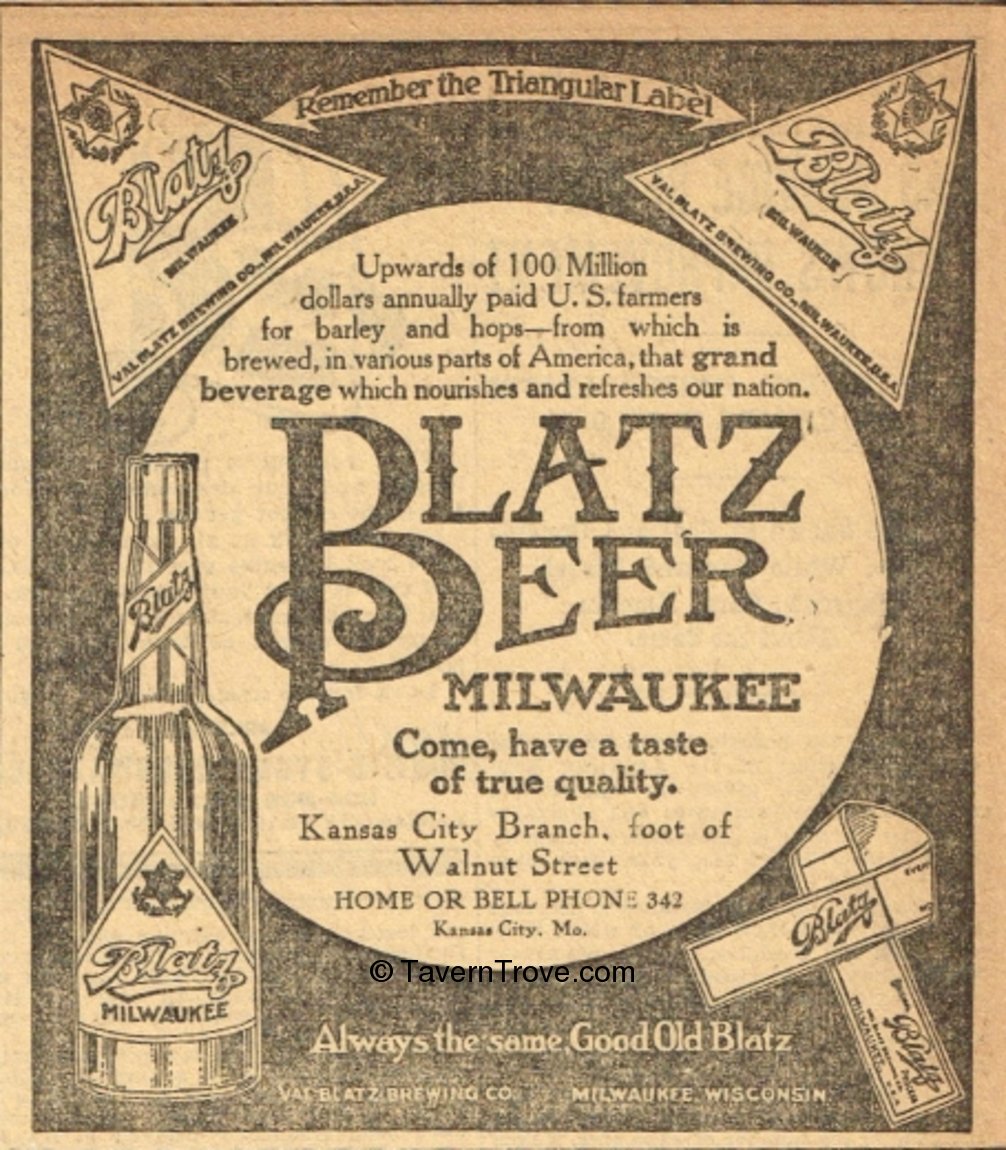 Remember the Triangular Label
Blatz
MILWAUKEE
VAL. BLATZ BREWING CO., MILWAUKEE, U.S.A.
Blatz
MILWAUKEE
VAL. BLATZ BREWING CO., MILWAUKEE, U.S.A.
Upwards of 100 Million
dollars annually paid U. S. farmers
for barley and hops—from which is
brewed, in various parts of America, that grand
beverage which nourishes and refreshes our nation.
BLATZ
BEER
MILWAUKEE
Come, have a taste
of true quality.
Kansas City Branch, foot of
Walnut Street
HOME OR BELL PHONE 342
Kansas City, Mo.
Blatz
Blatz
MILWAUKEE
Blatz
Blatz
© TavernTrove.com
Always the same, Good Old Blatz
VAL BLATZ BREWING CO. MILWAUKEE, WISCONSIN.